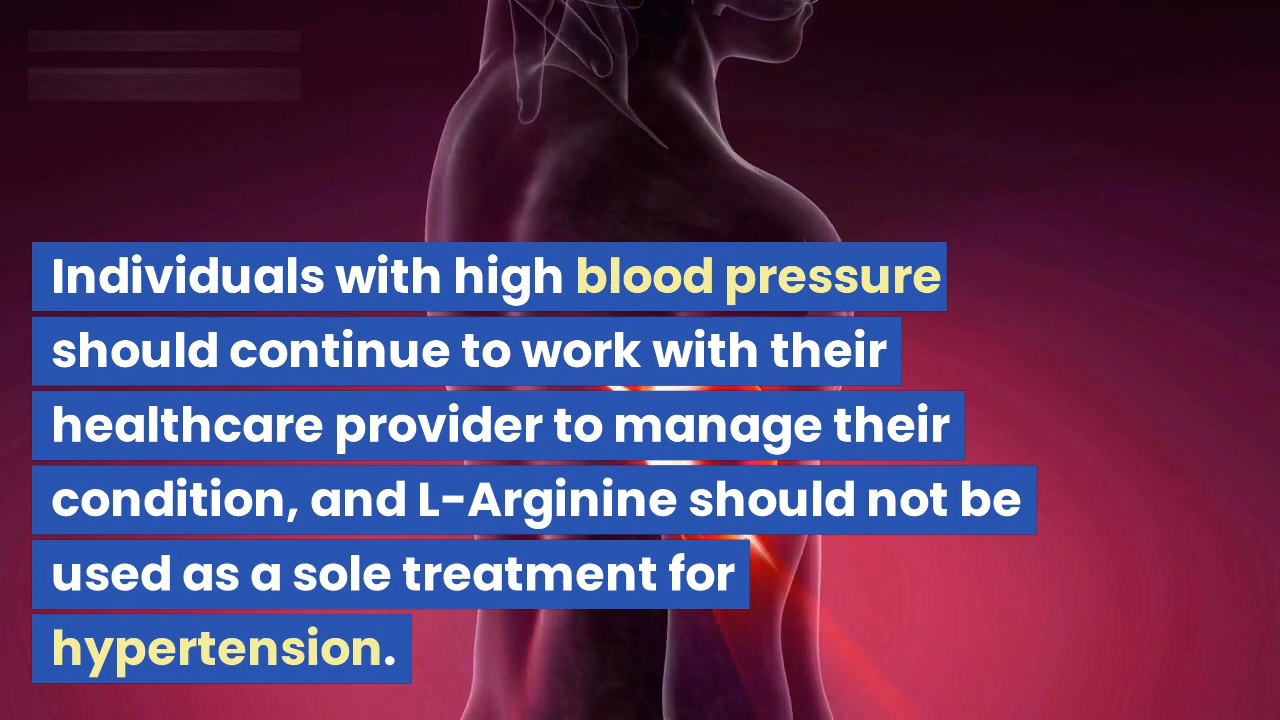 Individuals with high blood pressure
should continue to work with their
healthcare provider to manage their
condition, and L-Arginine should not be
used as a sole treatment for
hypertension.